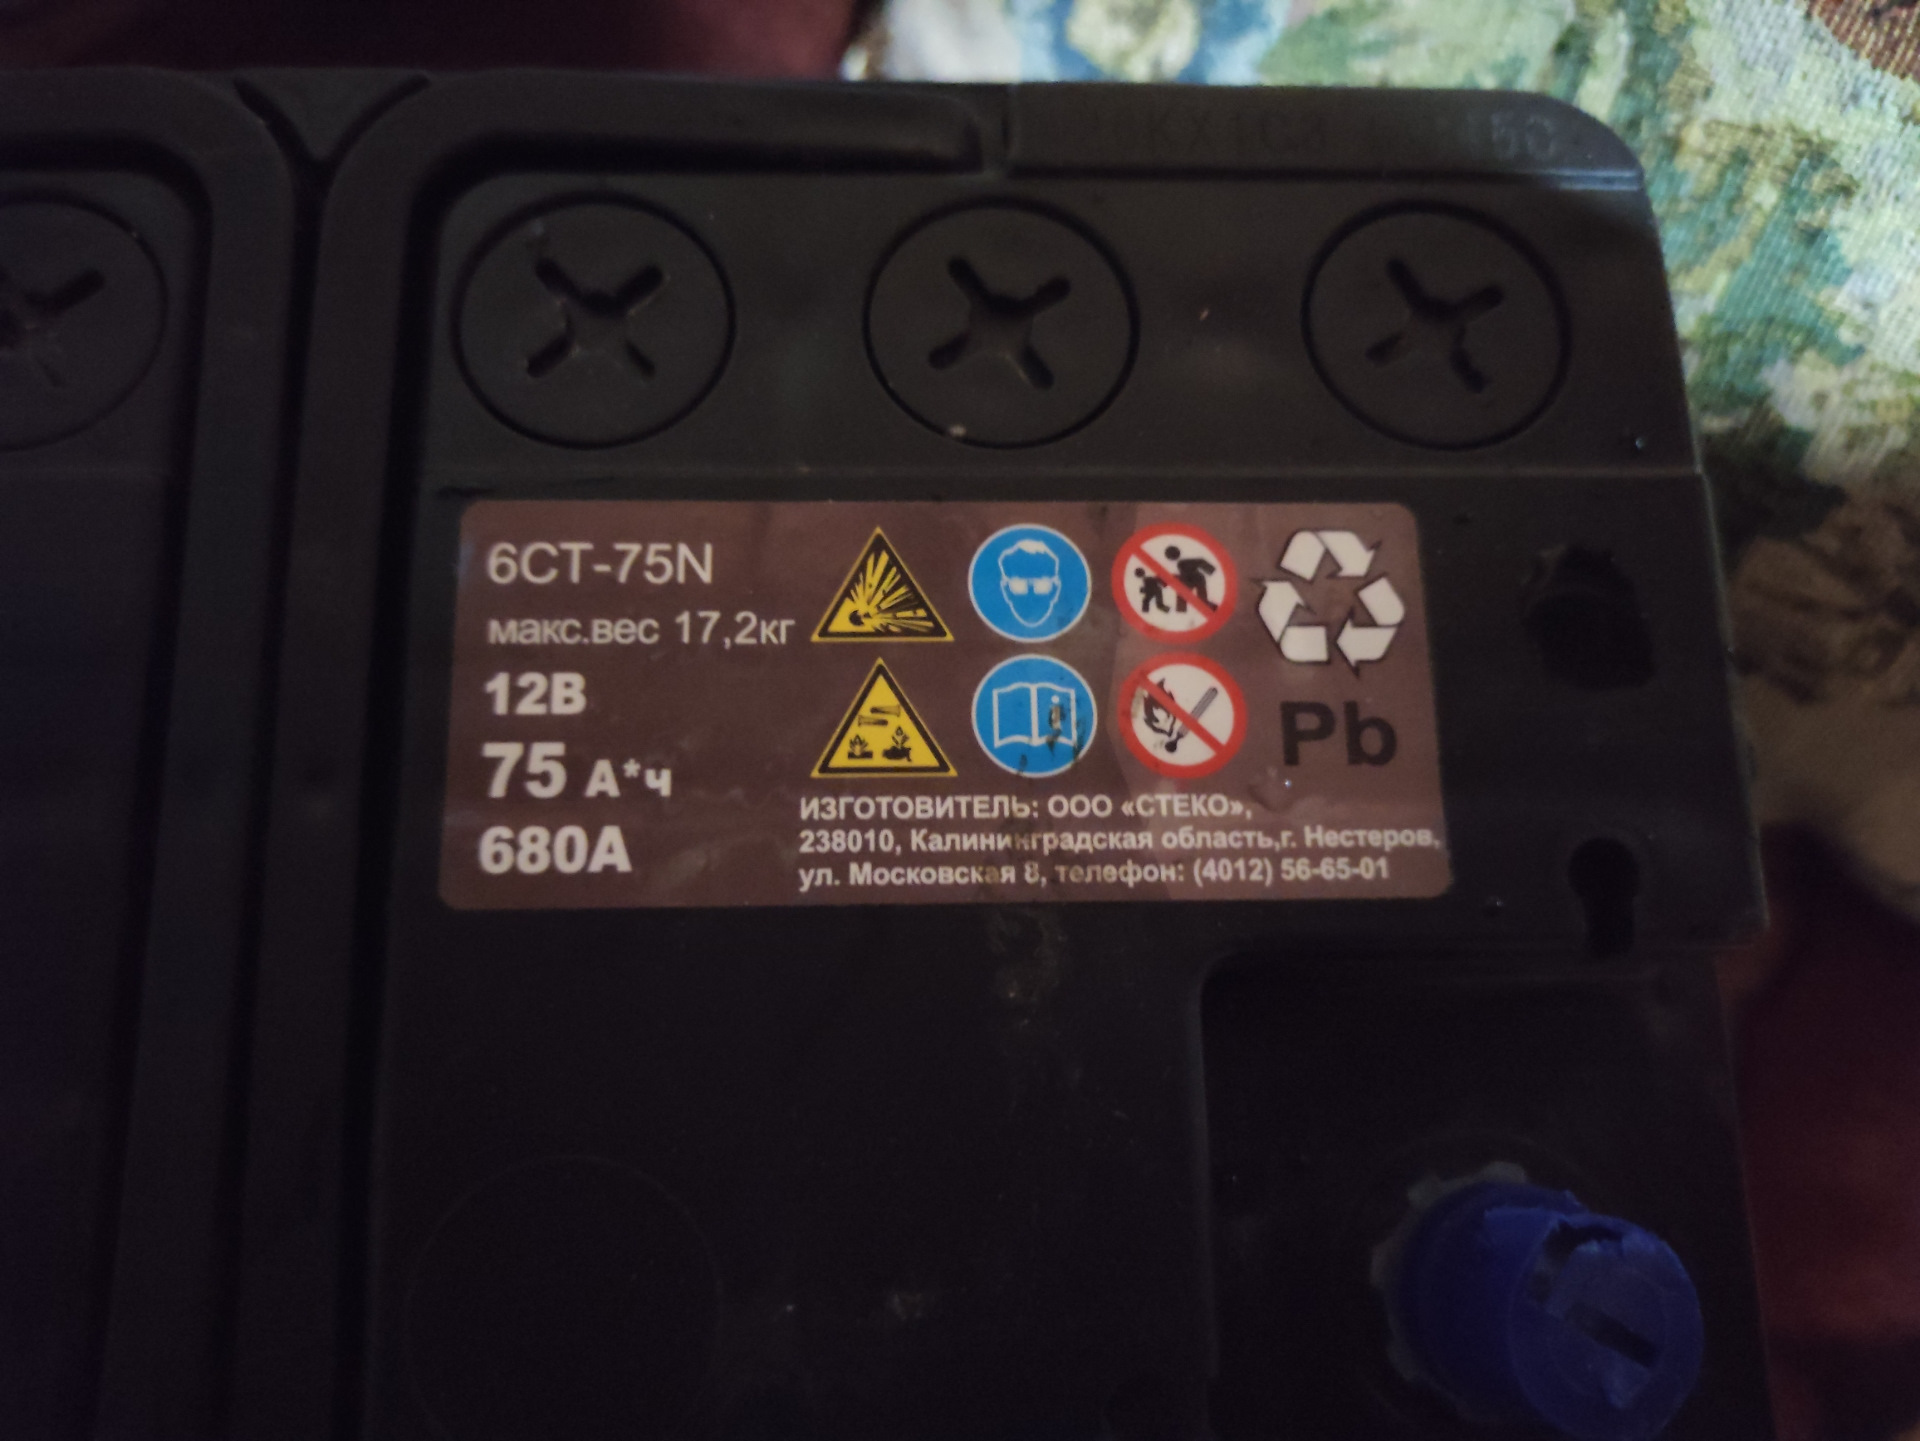 6СТ-75N
макс.вес 17,2кг
12В
75 А*ч
680А
Pb
ИЗГОТОВИТЕЛЬ: ООО «СТЕКО»,
238010, Калининградская область,г. Нестеров,
ул. Московская 8, телефон: (4012) 56-65-01